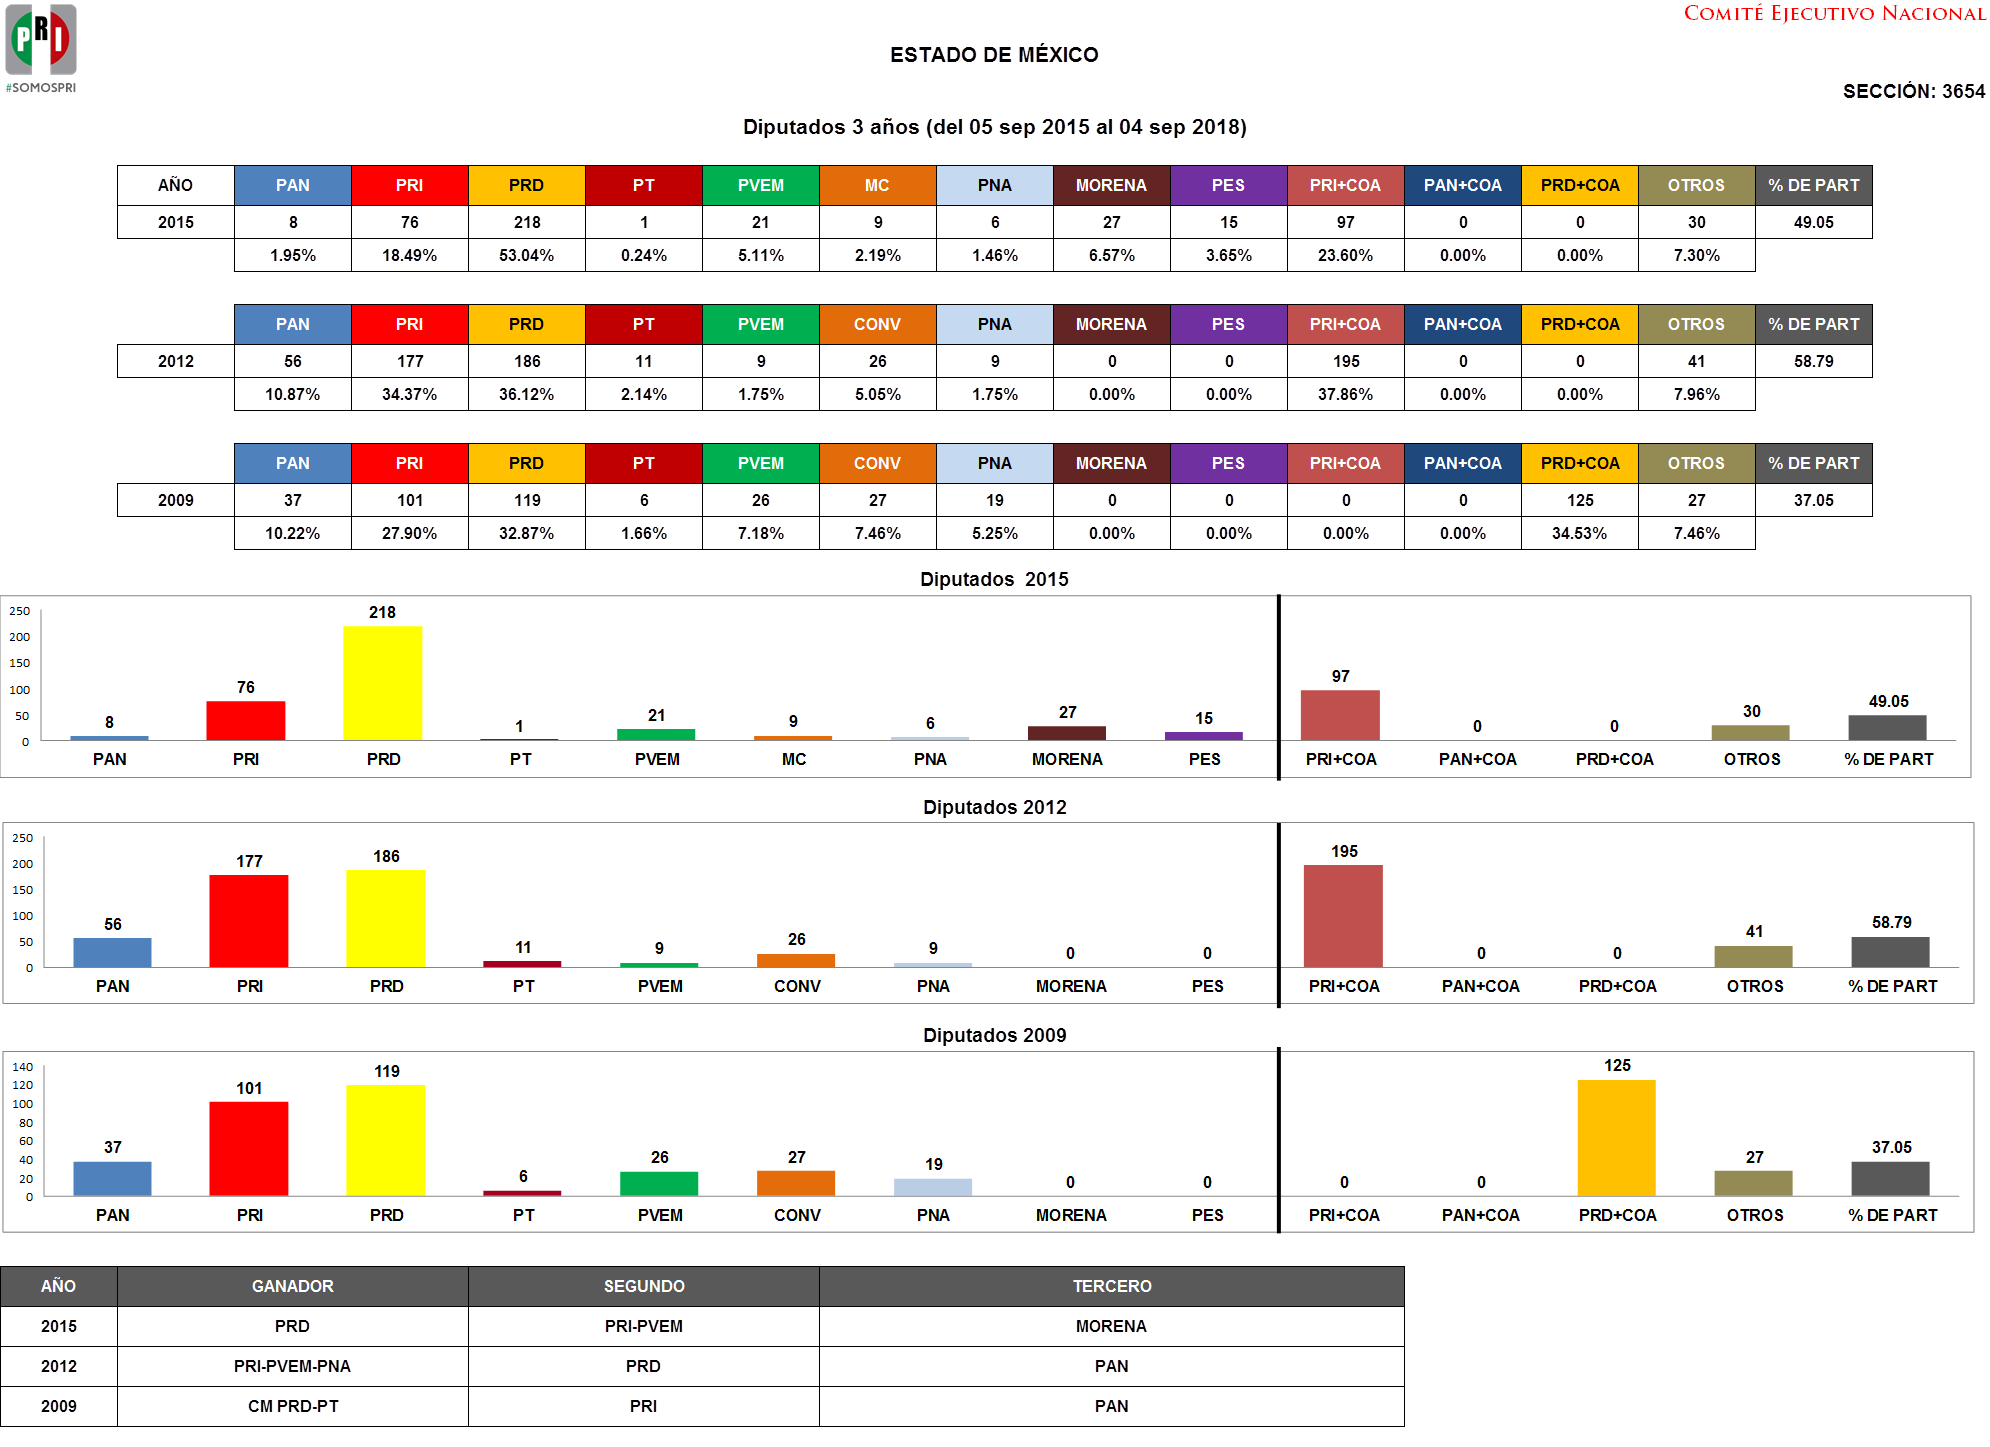 PRI
#SOMOSPRI
COMITÉ EJECUTIVO NACIONAL
ESTADO DE MÉXICO
SECCIÓN: 3654
Diputados 3 años (del 05 sep 2015 al 04 sep 2018)
AÑO PAN PRI PRD PT PVEM MC PNA MORENA PES PRI+COA PAN+COA PRD+COA OTROS % DE PART
2015 8 76 218 1 21 9 6 27 15 97 0 0 30 49.05
1.95% 18.49% 53.04% 0.24% 5.11% 2.19% 1.46% 6.57% 3.65% 23.60% 0.00% 0.00% 7.30%
PAN PRI PRD PT PVEM CONV PNA MORENA PES PRI+COA PAN+COA PRD+COA OTROS % DE PART
2012 56 177 186 11 9 26 9 0 0 195 0 0 41 58.79
10.87% 34.37% 36.12% 2.14% 1.75% 5.05% 1.75% 0.00% 0.00% 37.86% 0.00% 0.00% 7.96%
PAN PRI PRD PT PVEM CONV PNA MORENA PES PRI+COA PAN+COA PRD+COA OTROS % DE PART
2009 37 101 119 6 26 27 19 0 0 0 0 125 27 37.05
10.22% 27.90% 32.87% 1.66% 7.18% 7.46% 5.25% 0.00% 0.00% 0.00% 0.00% 34.53% 7.46%
Diputados 2015
250
200
150
100
50
0
8 76 218 1 21 9 6 27 15 97 0 0 30 49.05
PAN PRI PRD PT PVEM MC PNA MORENA PES PRI+COA PAN+COA PRD+COA OTROS % DE PART
Diputados 2012
250
200
150
100
50
0
56 177 186 11 9 26 9 0 0 195 0 0 41 58.79
PAN PRI PRD PT PVEM CONV PNA MORENA PES PRI+COA PAN+COA PRD+COA OTROS % DE PART
Diputados 2009
140
120
100
80
60
40
20
0
37 101 119 6 26 27 19 0 0 0 0 125 27 37.05
PAN PRI PRD PT PVEM CONV PNA MORENA PES PRI+COA PAN+COA PRD+COA OTROS % DE PART
AÑO GANADOR SEGUNDO TERCERO
2015 PRD PRI-PVEM MORENA
2012 PRI-PVEM-PNA PRD PAN
2009 CM PRD-PT PRI PAN